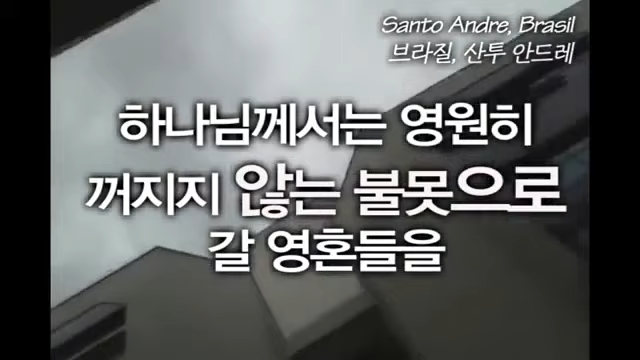 Santo Andre, Brasil
브라질, 산투 안드레
하나님께서는 영원히
꺼지지 않는 불못으로
갈 영혼들을